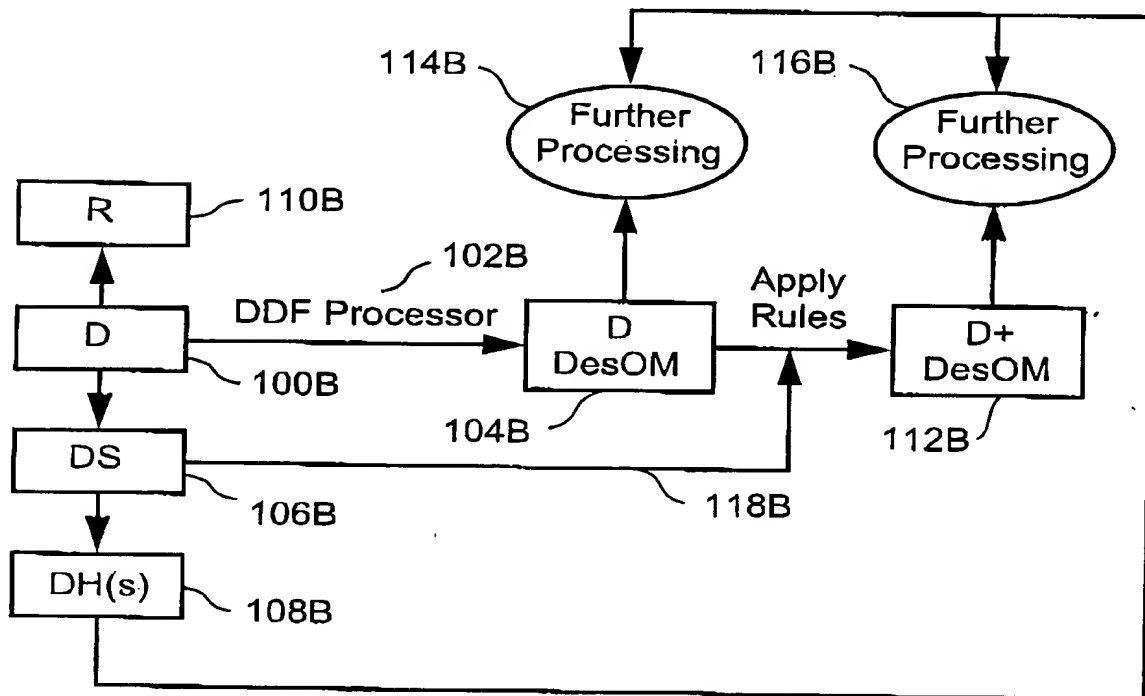 114B
116B
Further
Processing
Further
Processing
R
110B
102B
DDF Processor
Apply
Rules
D
100B
D
DesOM
104B
D+
DesOM
112B
DS
106B
118B
DH(s)
108B